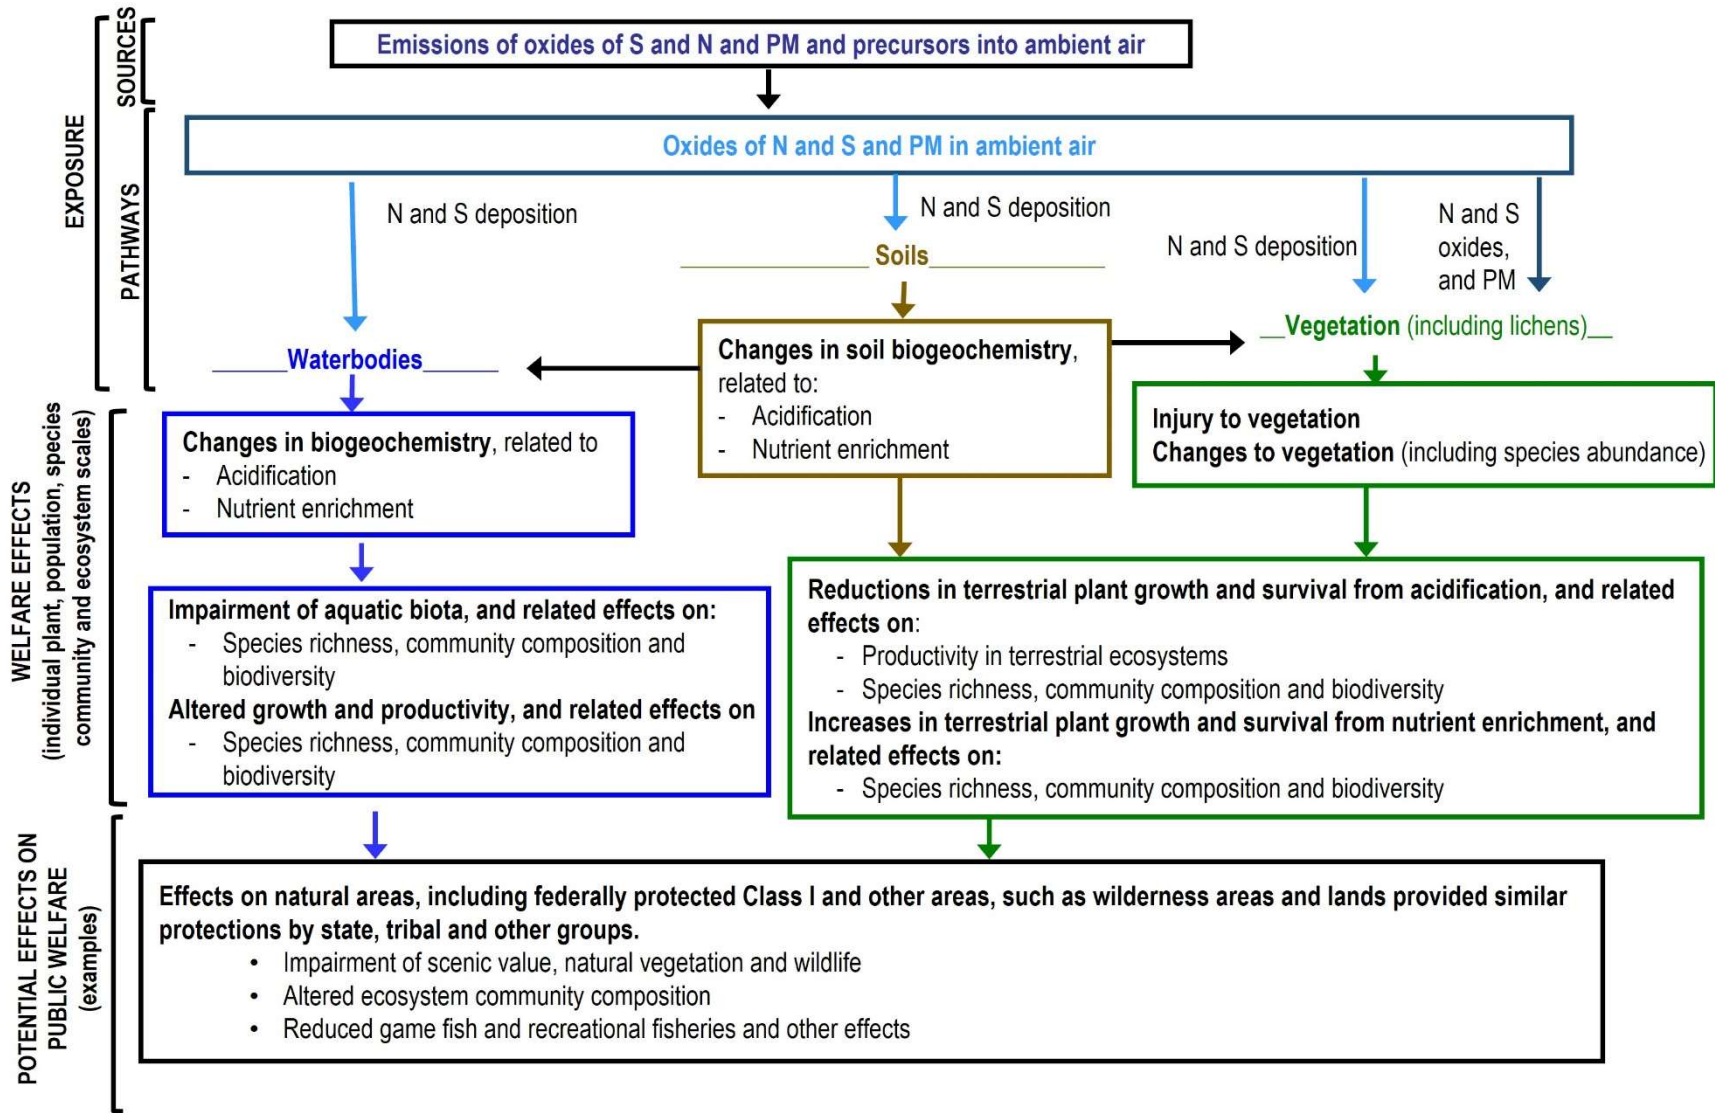 SOURCES
EXPOSURE
PATHWAYS
Emissions of oxides of S and N and PM and precursors into ambient air
Oxides of N and S and PM in ambient air
N and S deposition
N and S deposition
N and S deposition
N and S
oxides,
and PM
______Waterbodies______
_______________ Soils______________
__Vegetation (including lichens)__
WELFARE EFFECTS
(individual plant, population, species
community and ecosystem scales)
Changes in biogeochemistry, related to
- Acidification
- Nutrient enrichment
Changes in soil biogeochemistry,
related to:
- Acidification
- Nutrient enrichment
Injury to vegetation
Changes to vegetation (including species abundance)
Impairment of aquatic biota, and related effects on:
- Species richness, community composition and
biodiversity
Altered growth and productivity, and related effects on
- Species richness, community composition and
biodiversity
Reductions in terrestrial plant growth and survival from acidification, and related
effects on:
- Productivity in terrestrial ecosystems
- Species richness, community composition and biodiversity
Increases in terrestrial plant growth and survival from nutrient enrichment, and
related effects on:
- Species richness, community composition and biodiversity
POTENTIAL EFFECTS ON
PUBLIC WELFARE
(examples)
Effects on natural areas, including federally protected Class I and other areas, such as wilderness areas and lands provided similar
protections by state, tribal and other groups.
• Impairment of scenic value, natural vegetation and wildlife
• Altered ecosystem community composition
• Reduced game fish and recreational fisheries and other effects